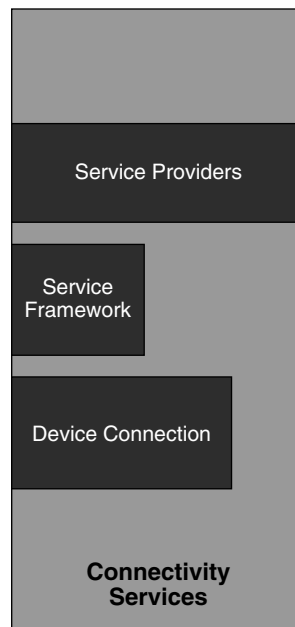 Service Providers
Service
Framework
Device Connection
Connectivity
Services